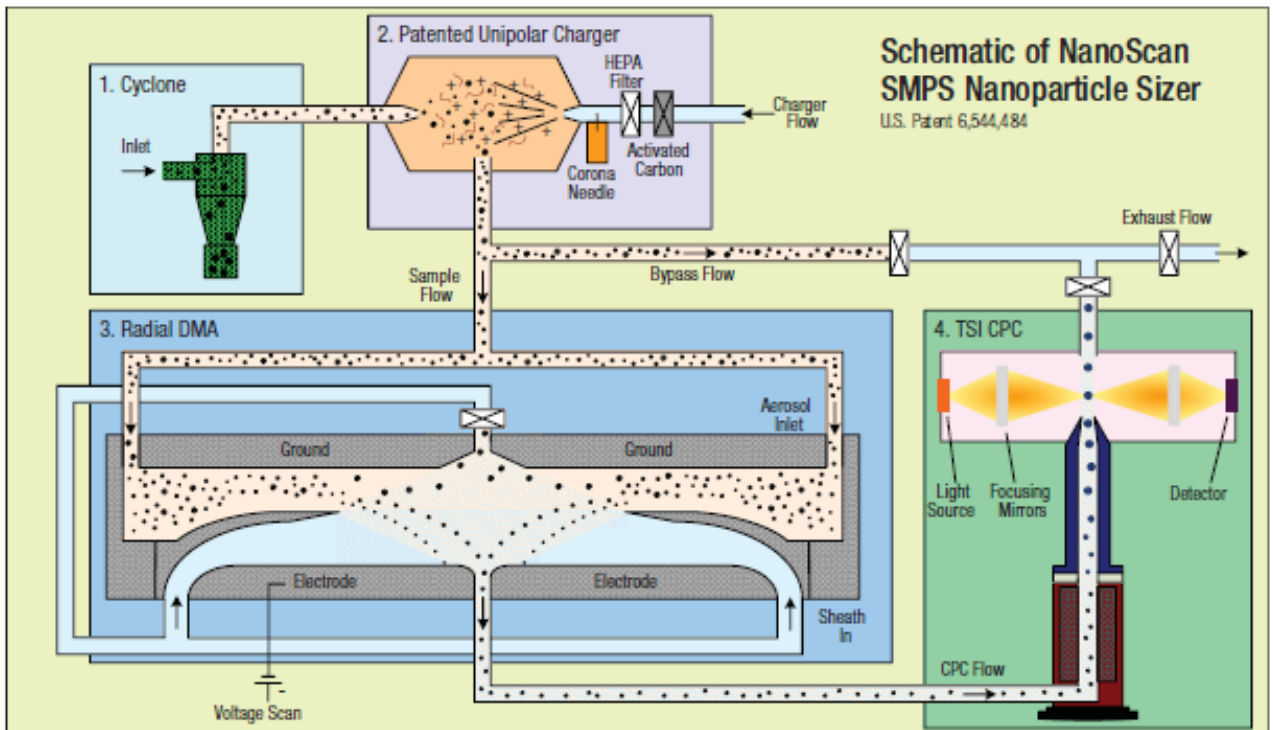 Schematic of NanoScan
SMPS Nanoparticle Sizer
U.S. Patent 6,544,484
1. Cyclone
Inlet
2. Patented Unipolar Charger
HEPA
Filter
Charger
Flow
Activated
Carbon
Corona
Needle
Exhaust Flow
Bypass Flow
Sample
Flow
3. Radial DMA
Aerosol
Inlet
Ground
Ground
Electrode
Electrode
Sheath
In
-
Voltage Scan
4. TSI CPC
Light
Source
Focusing
Mirrors
Detector
CPC Flow